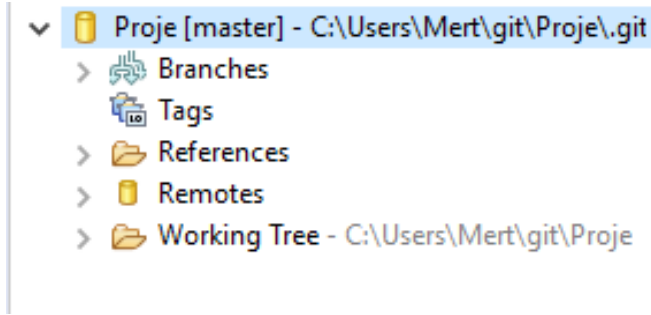 Proje [master] - C:\Users\Mert\git\Proje\.git
Branches
Tags
References
Remotes
Working Tree - C:\Users\Mert\git\Proje